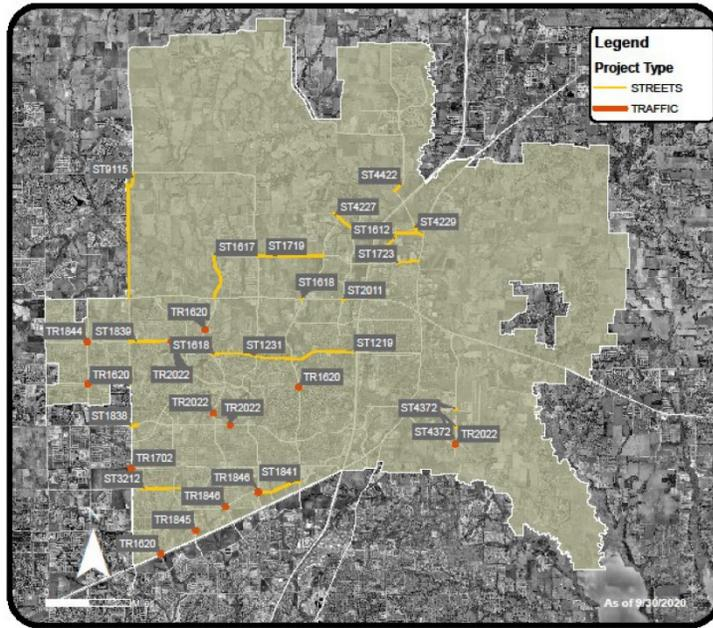 Legend
Project Type
STREETS
TRAFFIC
ST9115
ST4422
ST4227
ST4229
ST1612
ST1617
ST1719
ST1723
ST1618
ST2011
TR1620
TR1844
ST1839
ST1618
ST1231
ST1219
TR2022
TR1620
TR1620
TR2022
TR2022
ST4372
ST1838
ST4372
TR2022
TR1702
TR1846
ST1841
ST3212
TR1846
TR1845
TR1620
As of 9/30/2020